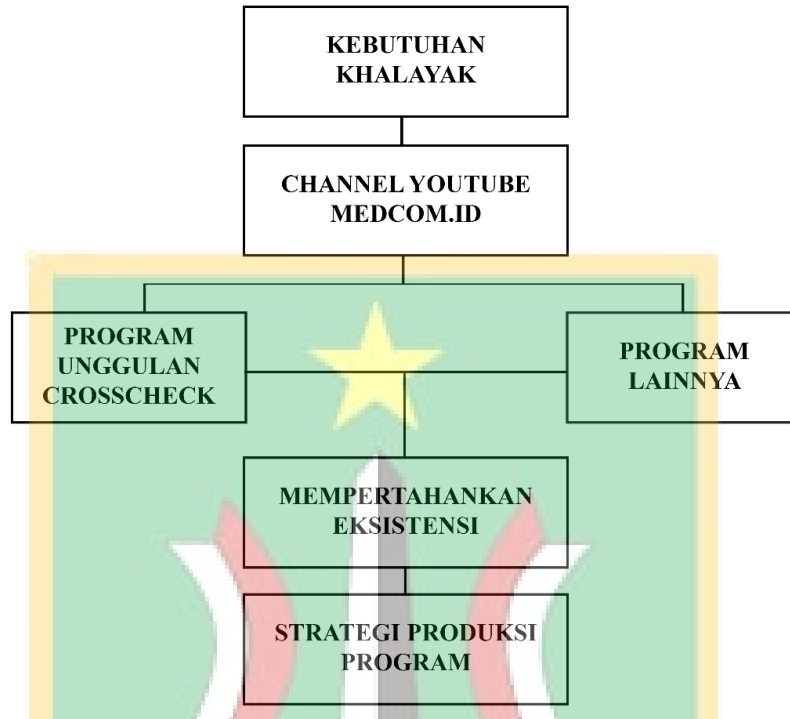 KEBUTUHAN
KHALAYAK
CHANNEL YOUTUBE
MEDCOM.ID
PROGRAM
UNGGULAN
CROSSCHECK
PROGRAM
LAINNYA
MEMPERTAHANKAN
EKSISTENSI
STRATEGI PRODUKSI
PROGRAM